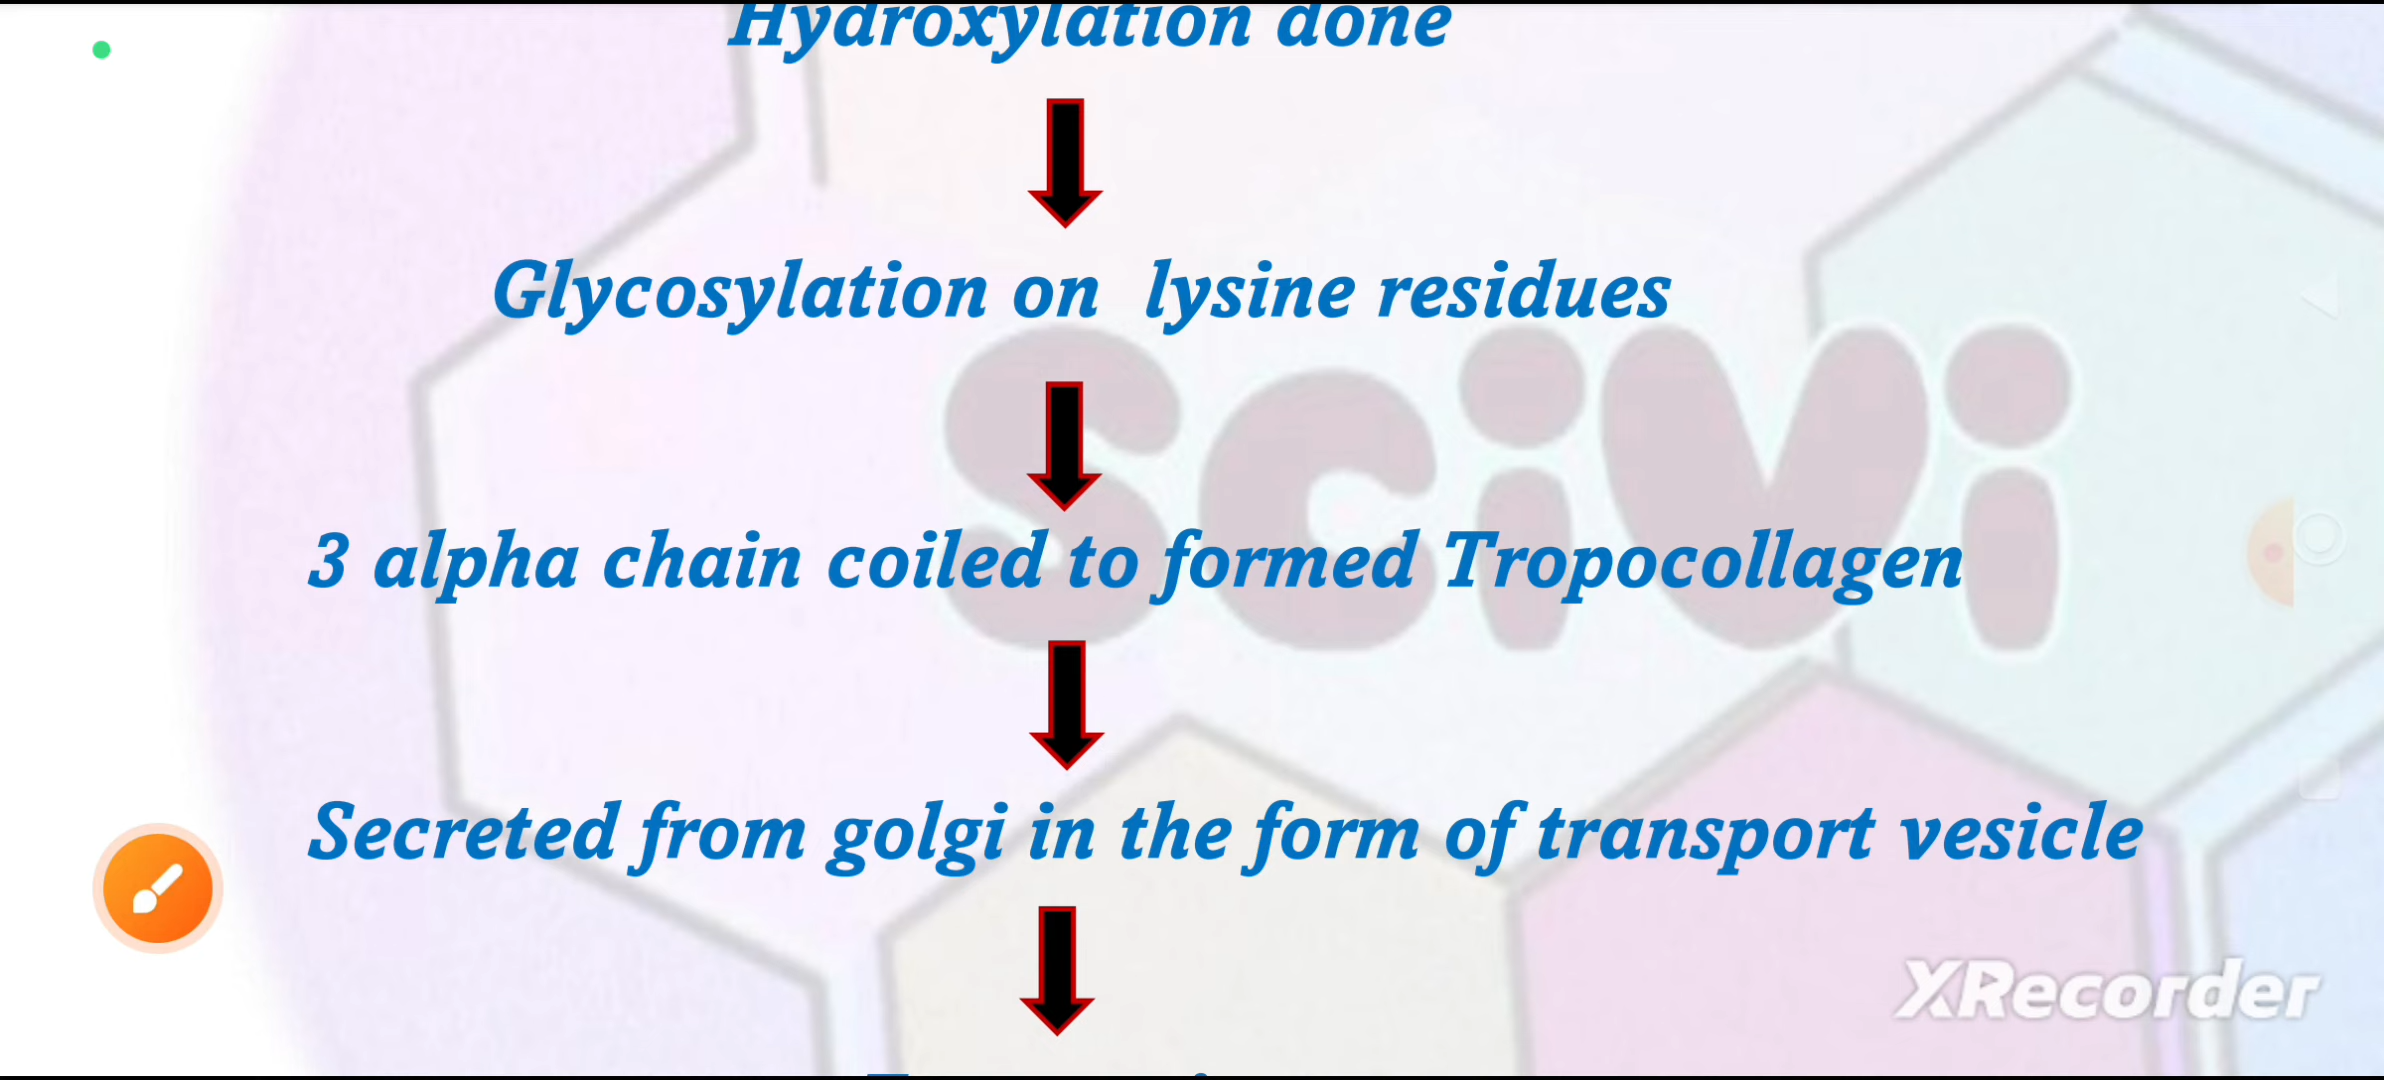 Hydroxylation done
Glycosylation on lysine residues
SciVi
3 alpha chain coiled to formed Tropocollagen
Secreted from golgi in the form of transport vesicle
XRecorder